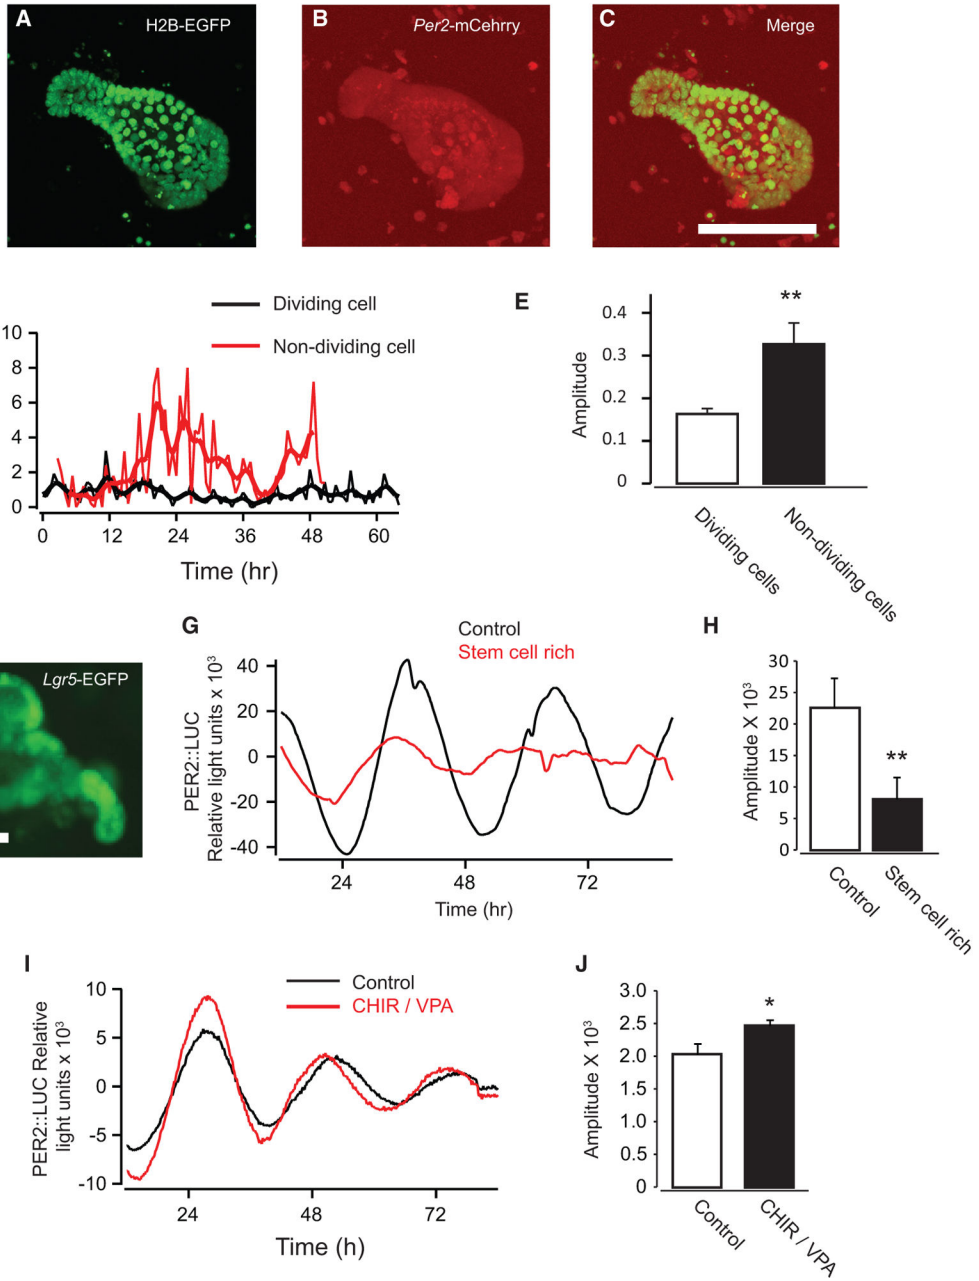 A H2B-EGFP
B Per2-mCehrry
C Merge
Dividing cell
Non-dividing cell
10
8
6
4
2
0
0 12 24 36 48 60
Time (hr)
E
**
0.4
0.3
0.2
0.1
0
Amplitude
Dividing cells
Non-dividing cells
Lgr5-EGFP
G
Control
Stem cell rich
40
20
0
-20
-40
PER2::LUC
Relative light units x 10³
24 48 72
Time (hr)
H
30
25
20
15
10
5
0
Amplitude X 10³
**
Control
Stem cell rich
I
Control
CHIR / VPA
10
5
0
-5
-10
PER2::LUC Relative
light units x 10³
24 48 72
Time (h)
J
3.0
2.5
2.0
1.5
1.0
0.5
0
Amplitude X 10³
*
Control
CHIR / VPA